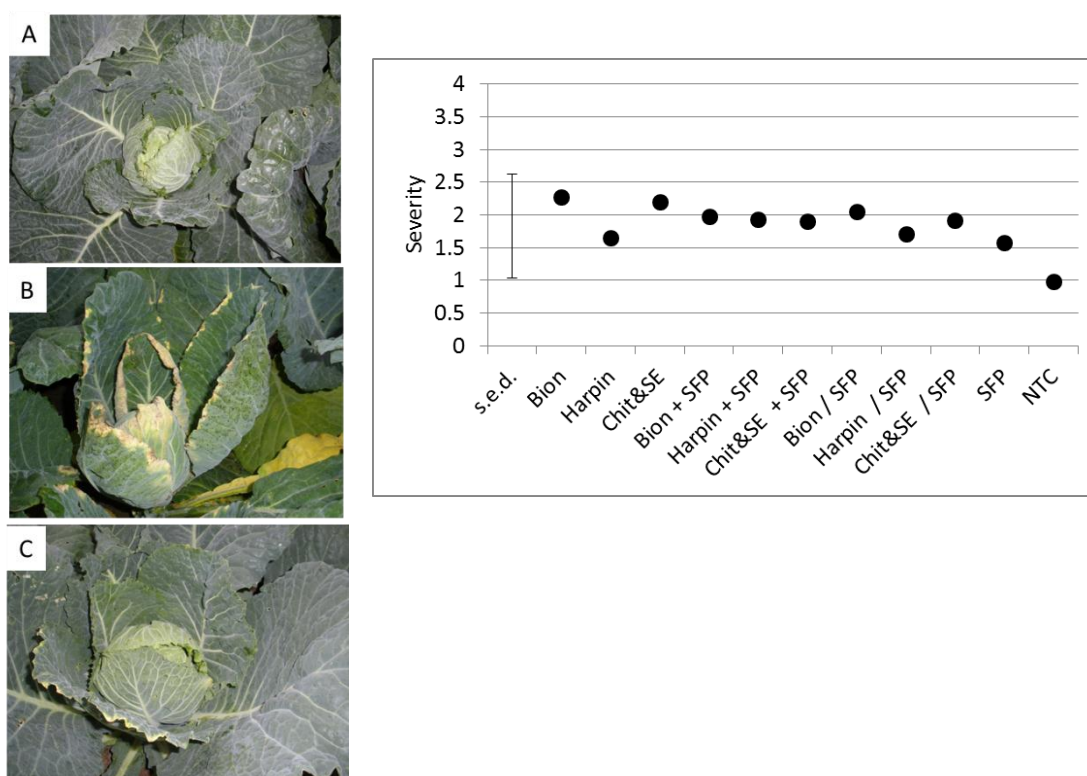 A
B
C
Severity
4
3.5
3
2.5
2
1.5
1
0.5
0
s.e.d.
Bion
Harpin
Chit&SE
Bion + SFP
Harpin + SFP
Chit&SE + SFP
Bion / SFP
Harpin / SFP
Chit&SE / SFP
SFP
NTC